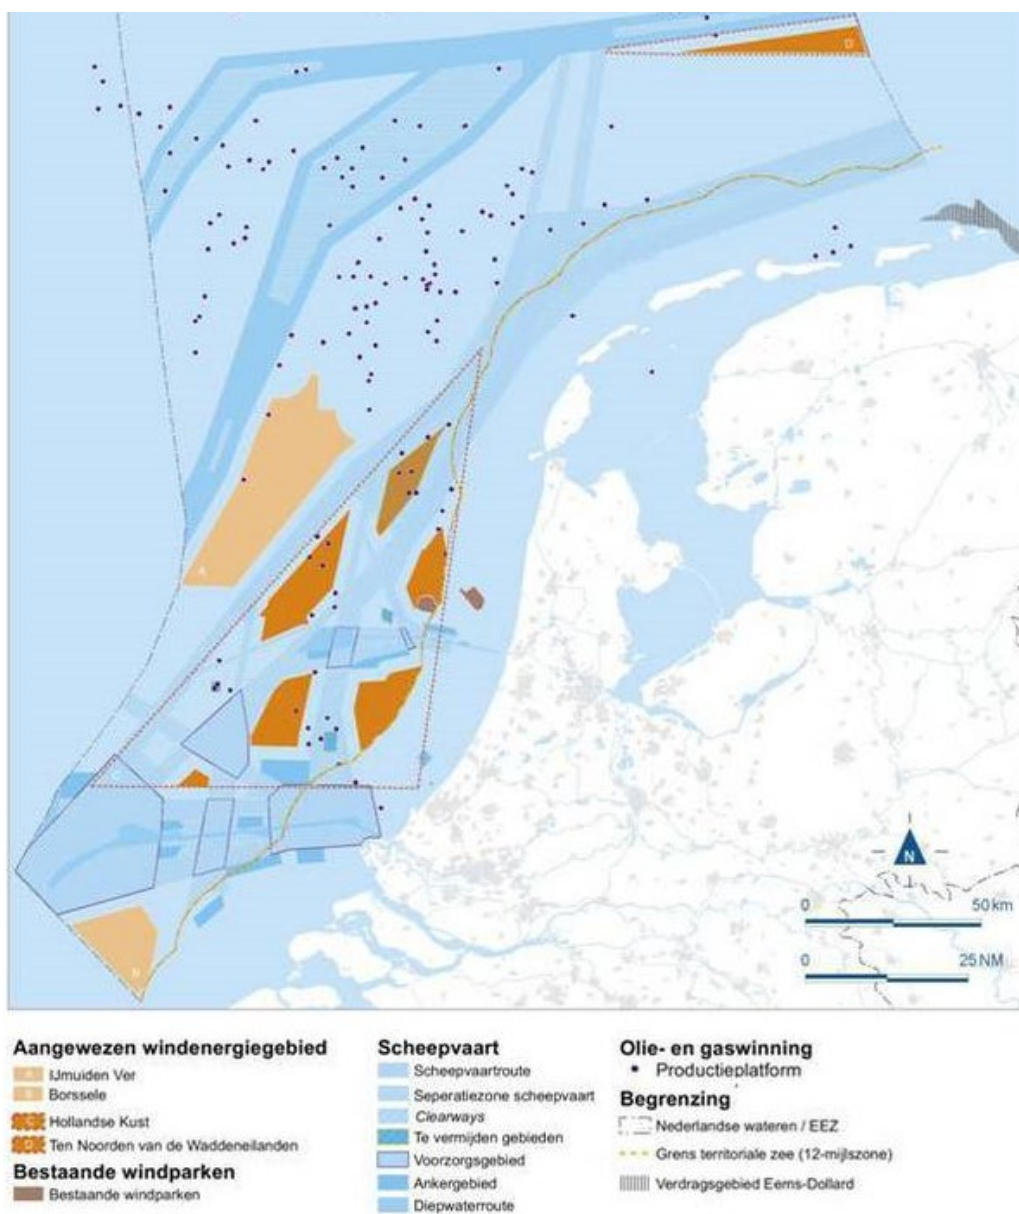 D
A
C
B
N
0 50 km
0 25 NM
Aangewezen windenergiegebied
A IJmuiden Ver
B Borssele
C Hollandse Kust
D Ten Noorden van de Waddeneilanden
Bestaande windparken
Bestaande windparken
Scheepvaart
Scheepvaartroute
Seperatiezone scheepvaart
Clearways
Te vermijden gebieden
Voorzorgsgebied
Ankergebied
Diepwaterroute
Olie- en gaswinning
Productieplatform
Begrenzing
Nederlandse wateren / EEZ
Grens territoriale zee (12-mijlszone)
Verdragsgebied Eems-Dollard